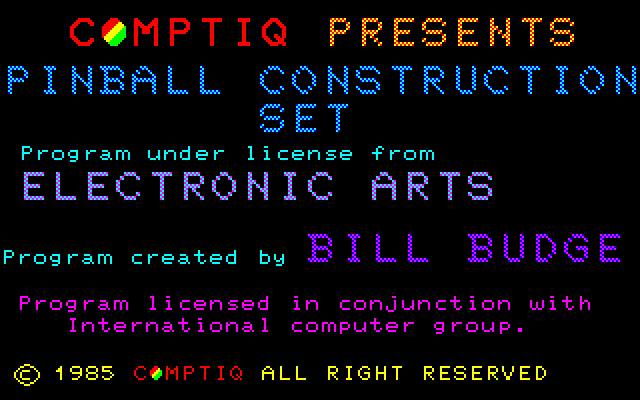 COMPTIQ PRESENTS
PINBALL CONSTRUCTION
SET
Program under license from
ELECTRONIC ARTS
Program created by BILL BUDGE
Program licensed in conjunction with
International computer group.
© 1985 COMPTIQ ALL RIGHT RESERVED